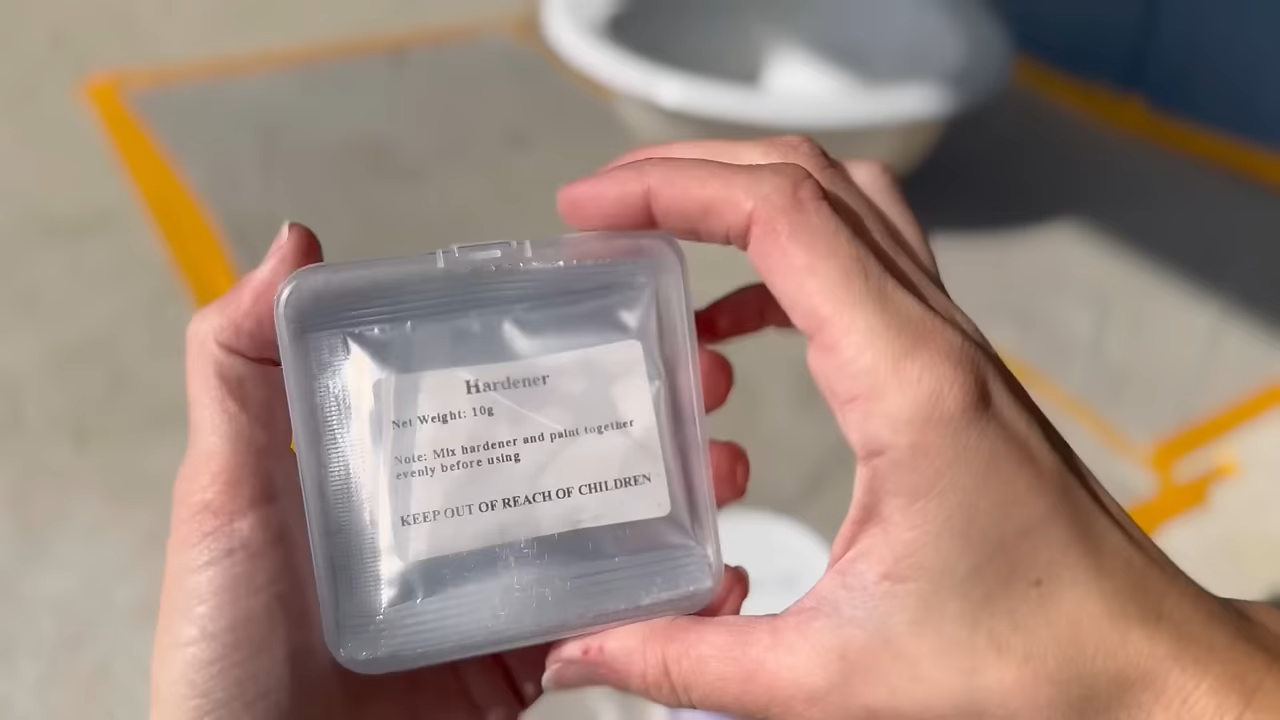 Hardener
Net Weight: 10g
Note: Mix hardener and paint together
evenly before using
KEEP OUT OF REACH OF CHILDREN